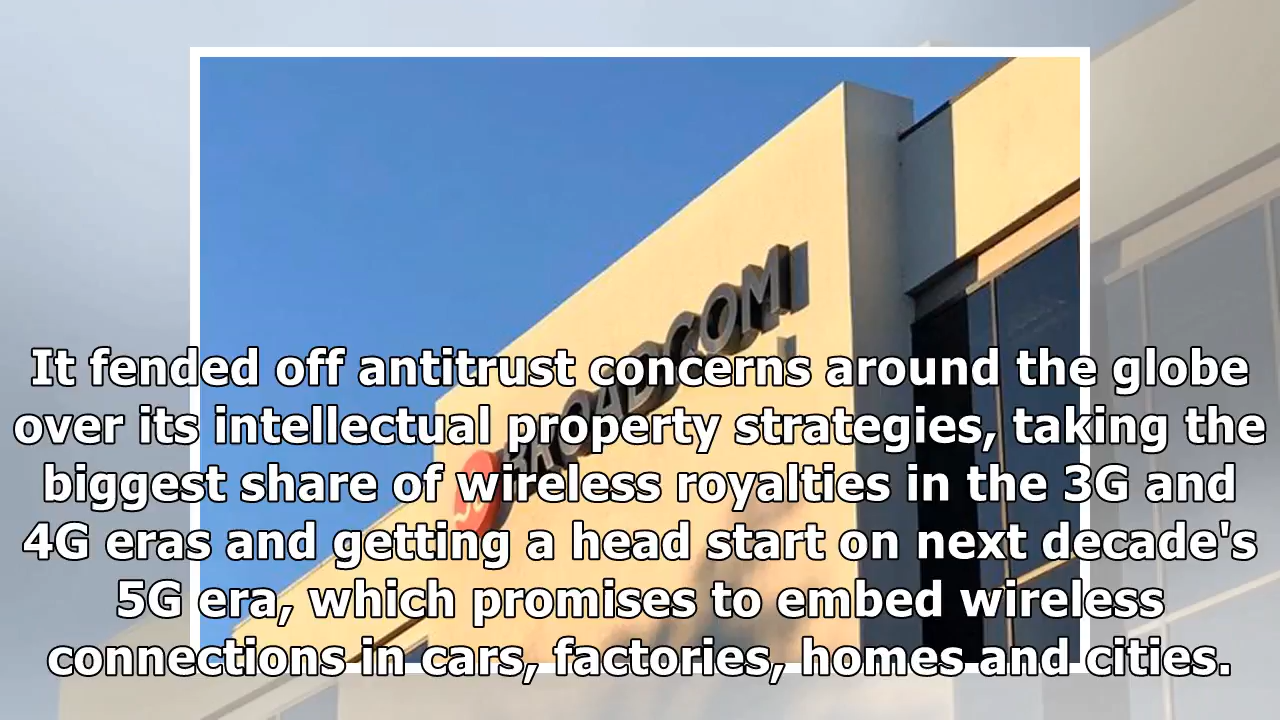 BROADCOM
It fended off antitrust concerns around the globe
over its intellectual property strategies, taking the
biggest share of wireless royalties in the 3G and
4G eras and getting a head start on next decade's
5G era, which promises to embed wireless
connections in cars, factories, homes and cities.